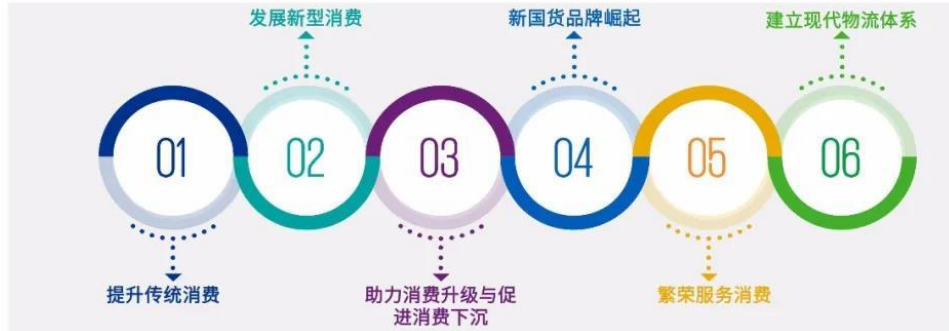 发展新型消费
新国货品牌崛起
建立现代物流体系
01
02
03
04
05
06
提升传统消费
助力消费升级与促
进消费下沉
繁荣服务消费